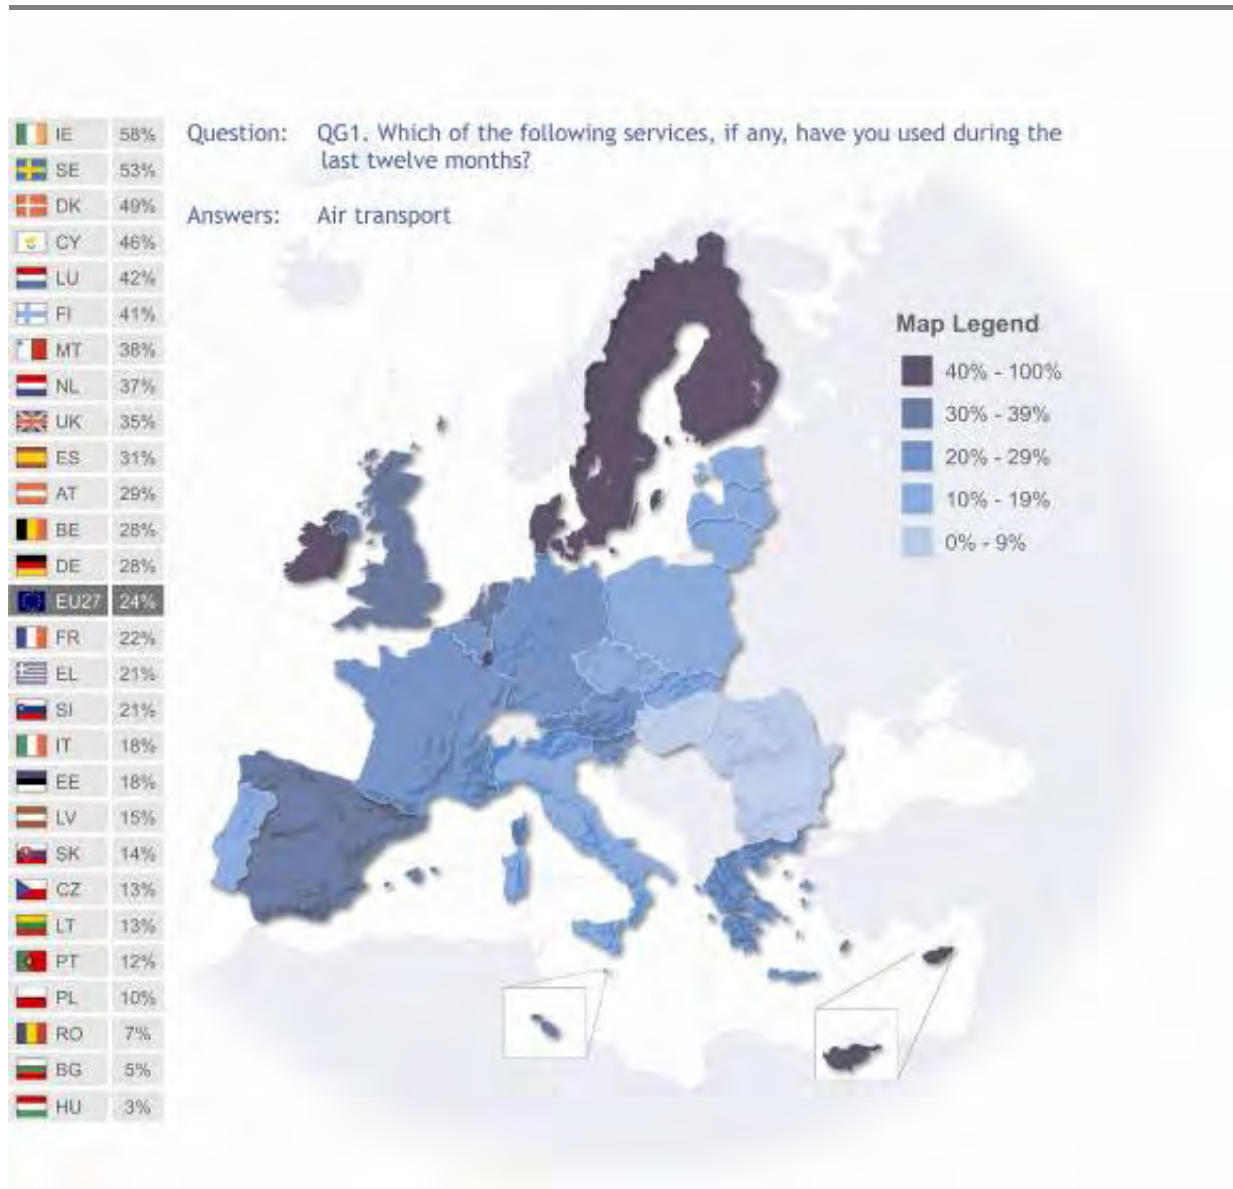 IE 58%
SE 53%
DK 49%
CY 46%
LU 42%
FI 41%
MT 38%
NL 37%
UK 35%
ES 31%
AT 29%
BE 28%
DE 28%
EU27 24%
FR 22%
EL 21%
SI 21%
IT 18%
EE 18%
LV 15%
SK 14%
CZ 13%
LT 13%
PT 12%
PL 10%
RO 7%
BG 5%
HU 3%
Question: QG1. Which of the following services, if any, have you used during the
last twelve months?
Answers: Air transport
Map Legend
40% - 100%
30% - 39%
20% - 29%
10% - 19%
0% - 9%